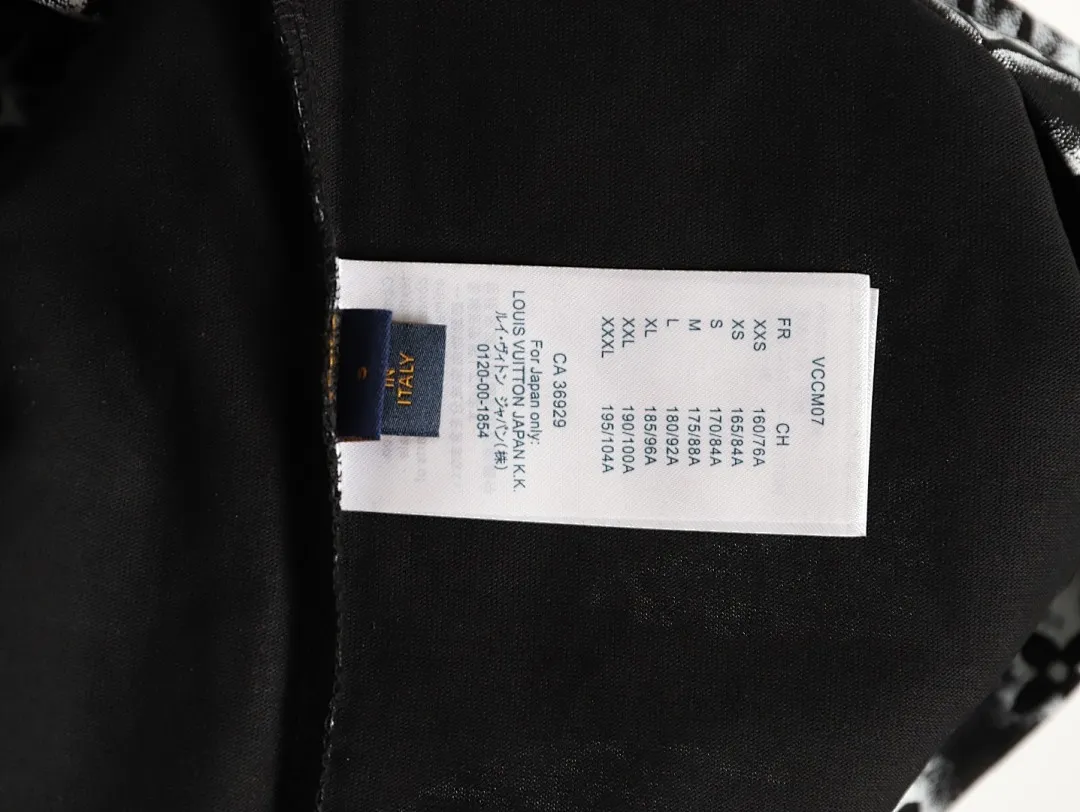 VCCM07
FR CH
XXS 160/76A
XS 165/84A
S 170/84A
M 175/88A
L 180/92A
XL 185/96A
XXL 190/100A
XXXL 195/104A
CA 36929
For Japan only:
LOUIS VUITTON JAPAN K.K.
ルイ・ヴィトン ジャパン(株)
0120-00-1854
IN
ITALY